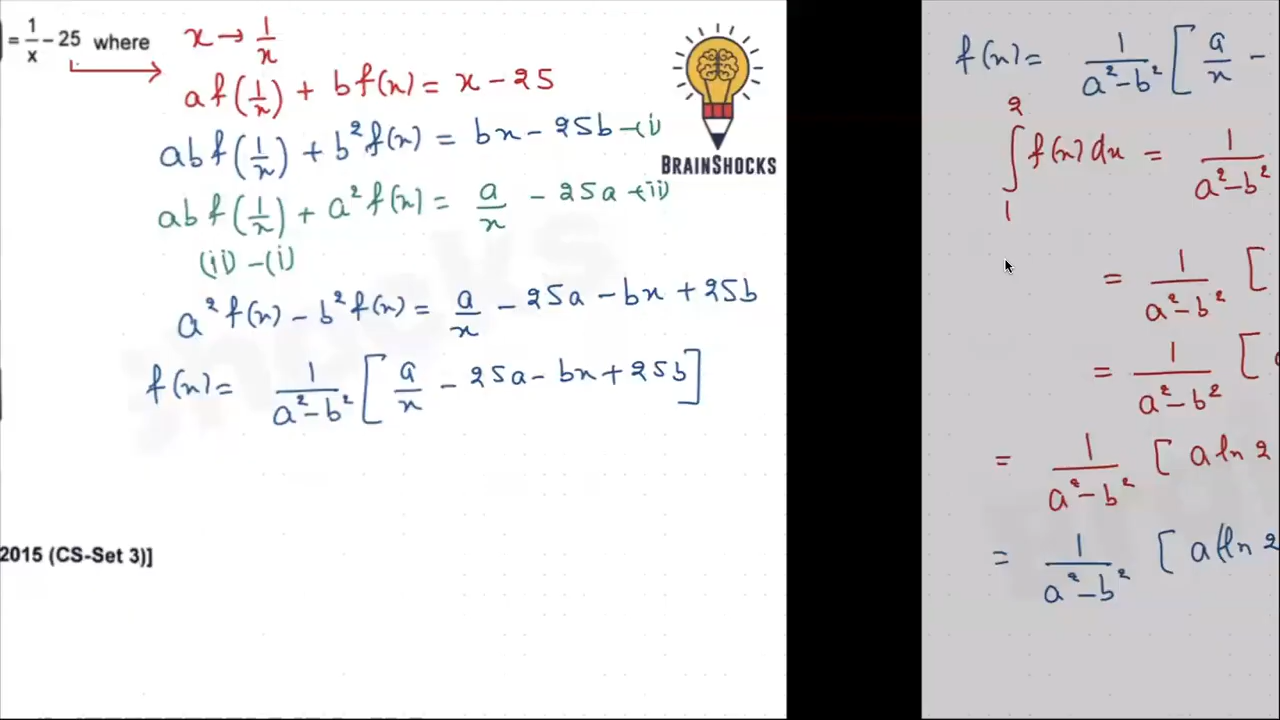 = 1/x − 25 where
x → 1/x
af(1/x) + bf(x) = x − 25
abf(1/x) + b²f(x) = bx − 25b −(i)
abf(1/x) + a²f(x) = a/x − 25a −(ii)
(ii) − (i)
a²f(x) − b²f(x) = a/x − 25a − bx + 25b
f(x) = 1/(a²−b²) [a/x − 25a − bx + 25b]
2015 (CS-Set 3)]
BRAINSHOCKS
f(x) = 1/(a²−b²) [a/x −
∫₁² f(x) dx = 1/(a²−b²)
= 1/(a²−b²) [
= 1/(a²−b²) [
= 1/(a²−b²) [a ln 2
= 1/(a²−b²) [a(ln 2